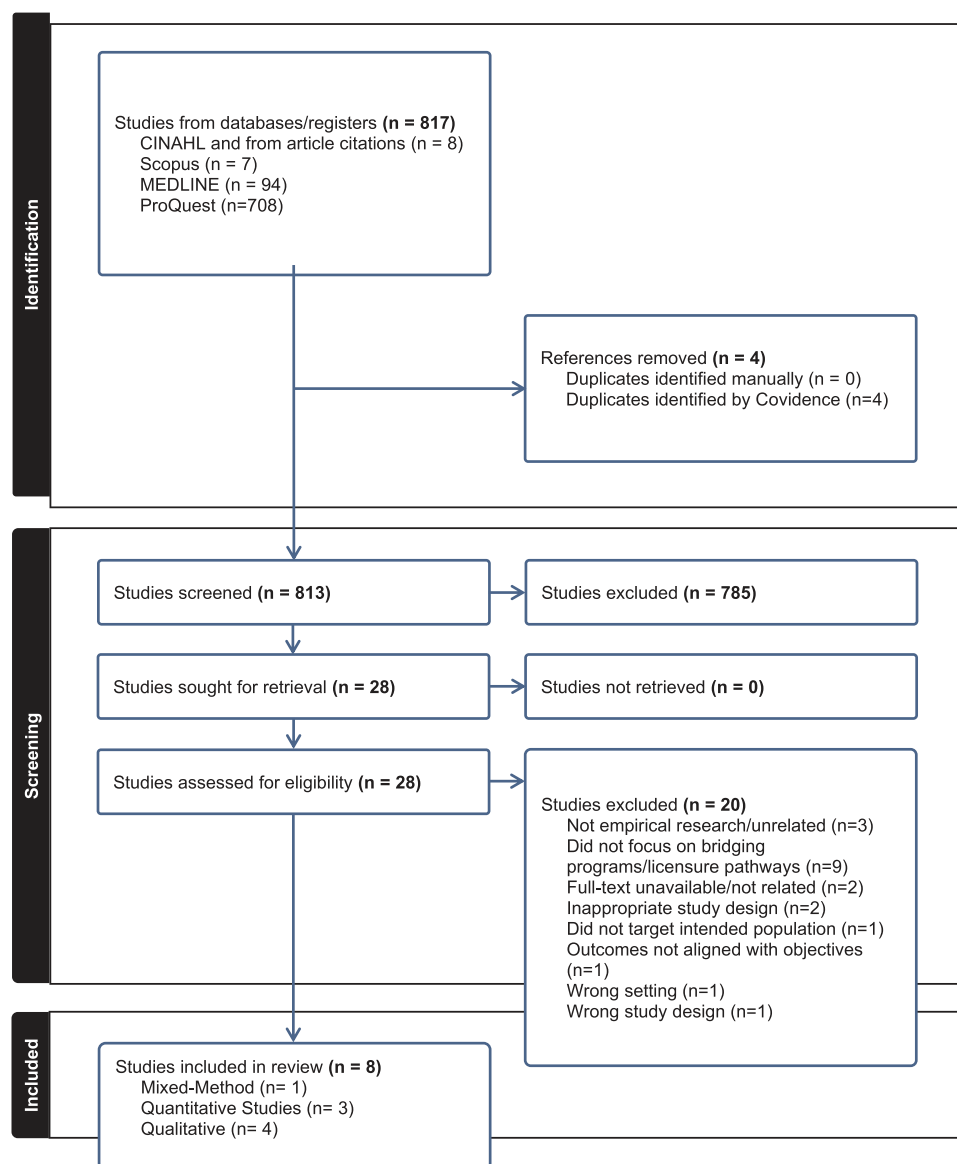 Identification
Studies from databases/registers (n = 817)
CINAHL and from article citations (n = 8)
Scopus (n = 7)
MEDLINE (n = 94)
ProQuest (n=708)
References removed (n = 4)
Duplicates identified manually (n = 0)
Duplicates identified by Covidence (n=4)
Screening
Studies screened (n = 813)
Studies excluded (n = 785)
Studies sought for retrieval (n = 28)
Studies not retrieved (n = 0)
Studies assessed for eligibility (n = 28)
Studies excluded (n = 20)
Not empirical research/unrelated (n=3)
Did not focus on bridging
programs/licensure pathways (n=9)
Full-text unavailable/not related (n=2)
Inappropriate study design (n=2)
Did not target intended population (n=1)
Outcomes not aligned with objectives
(n=1)
Wrong setting (n=1)
Wrong study design (n=1)
Included
Studies included in review (n = 8)
Mixed-Method (n= 1)
Quantitative Studies (n= 3)
Qualitative (n= 4)